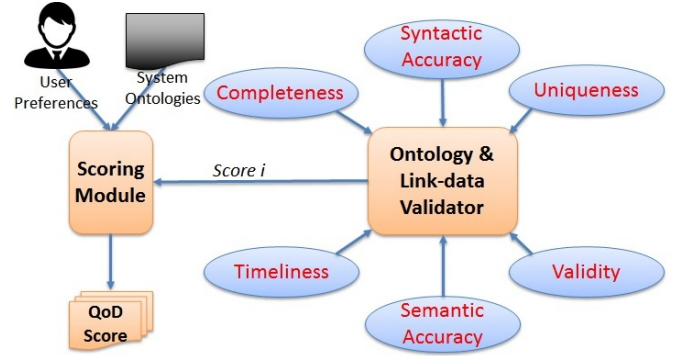 User
Preferences
System
Ontologies
Syntactic
Accuracy
Completeness
Uniqueness
Scoring
Module
Score i
Ontology &
Link-data
Validator
Timeliness
Validity
Semantic
Accuracy
QoD
Score